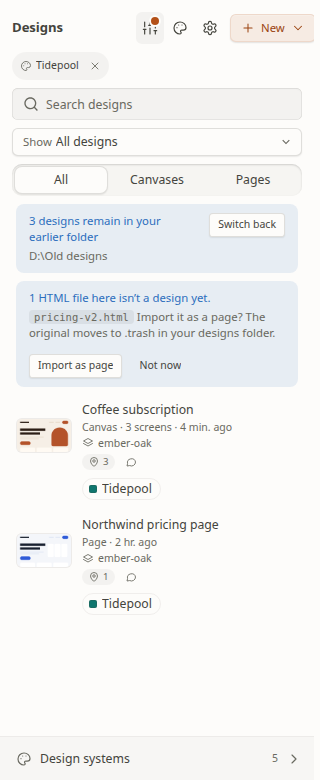 Designs
New
Tidepool
Search designs
Show All designs
All
Canvases
Pages
3 designs remain in your
earlier folder
Switch back
D:\Old designs
1 HTML file here isn't a design yet.
pricing-v2.html Import it as a page? The
original moves to .trash in your designs folder.
Import as page
Not now
Coffee subscription
Canvas · 3 screens · 4 min. ago
ember-oak
3
Tidepool
Northwind pricing page
Page · 2 hr. ago
ember-oak
1
Tidepool
Design systems
5